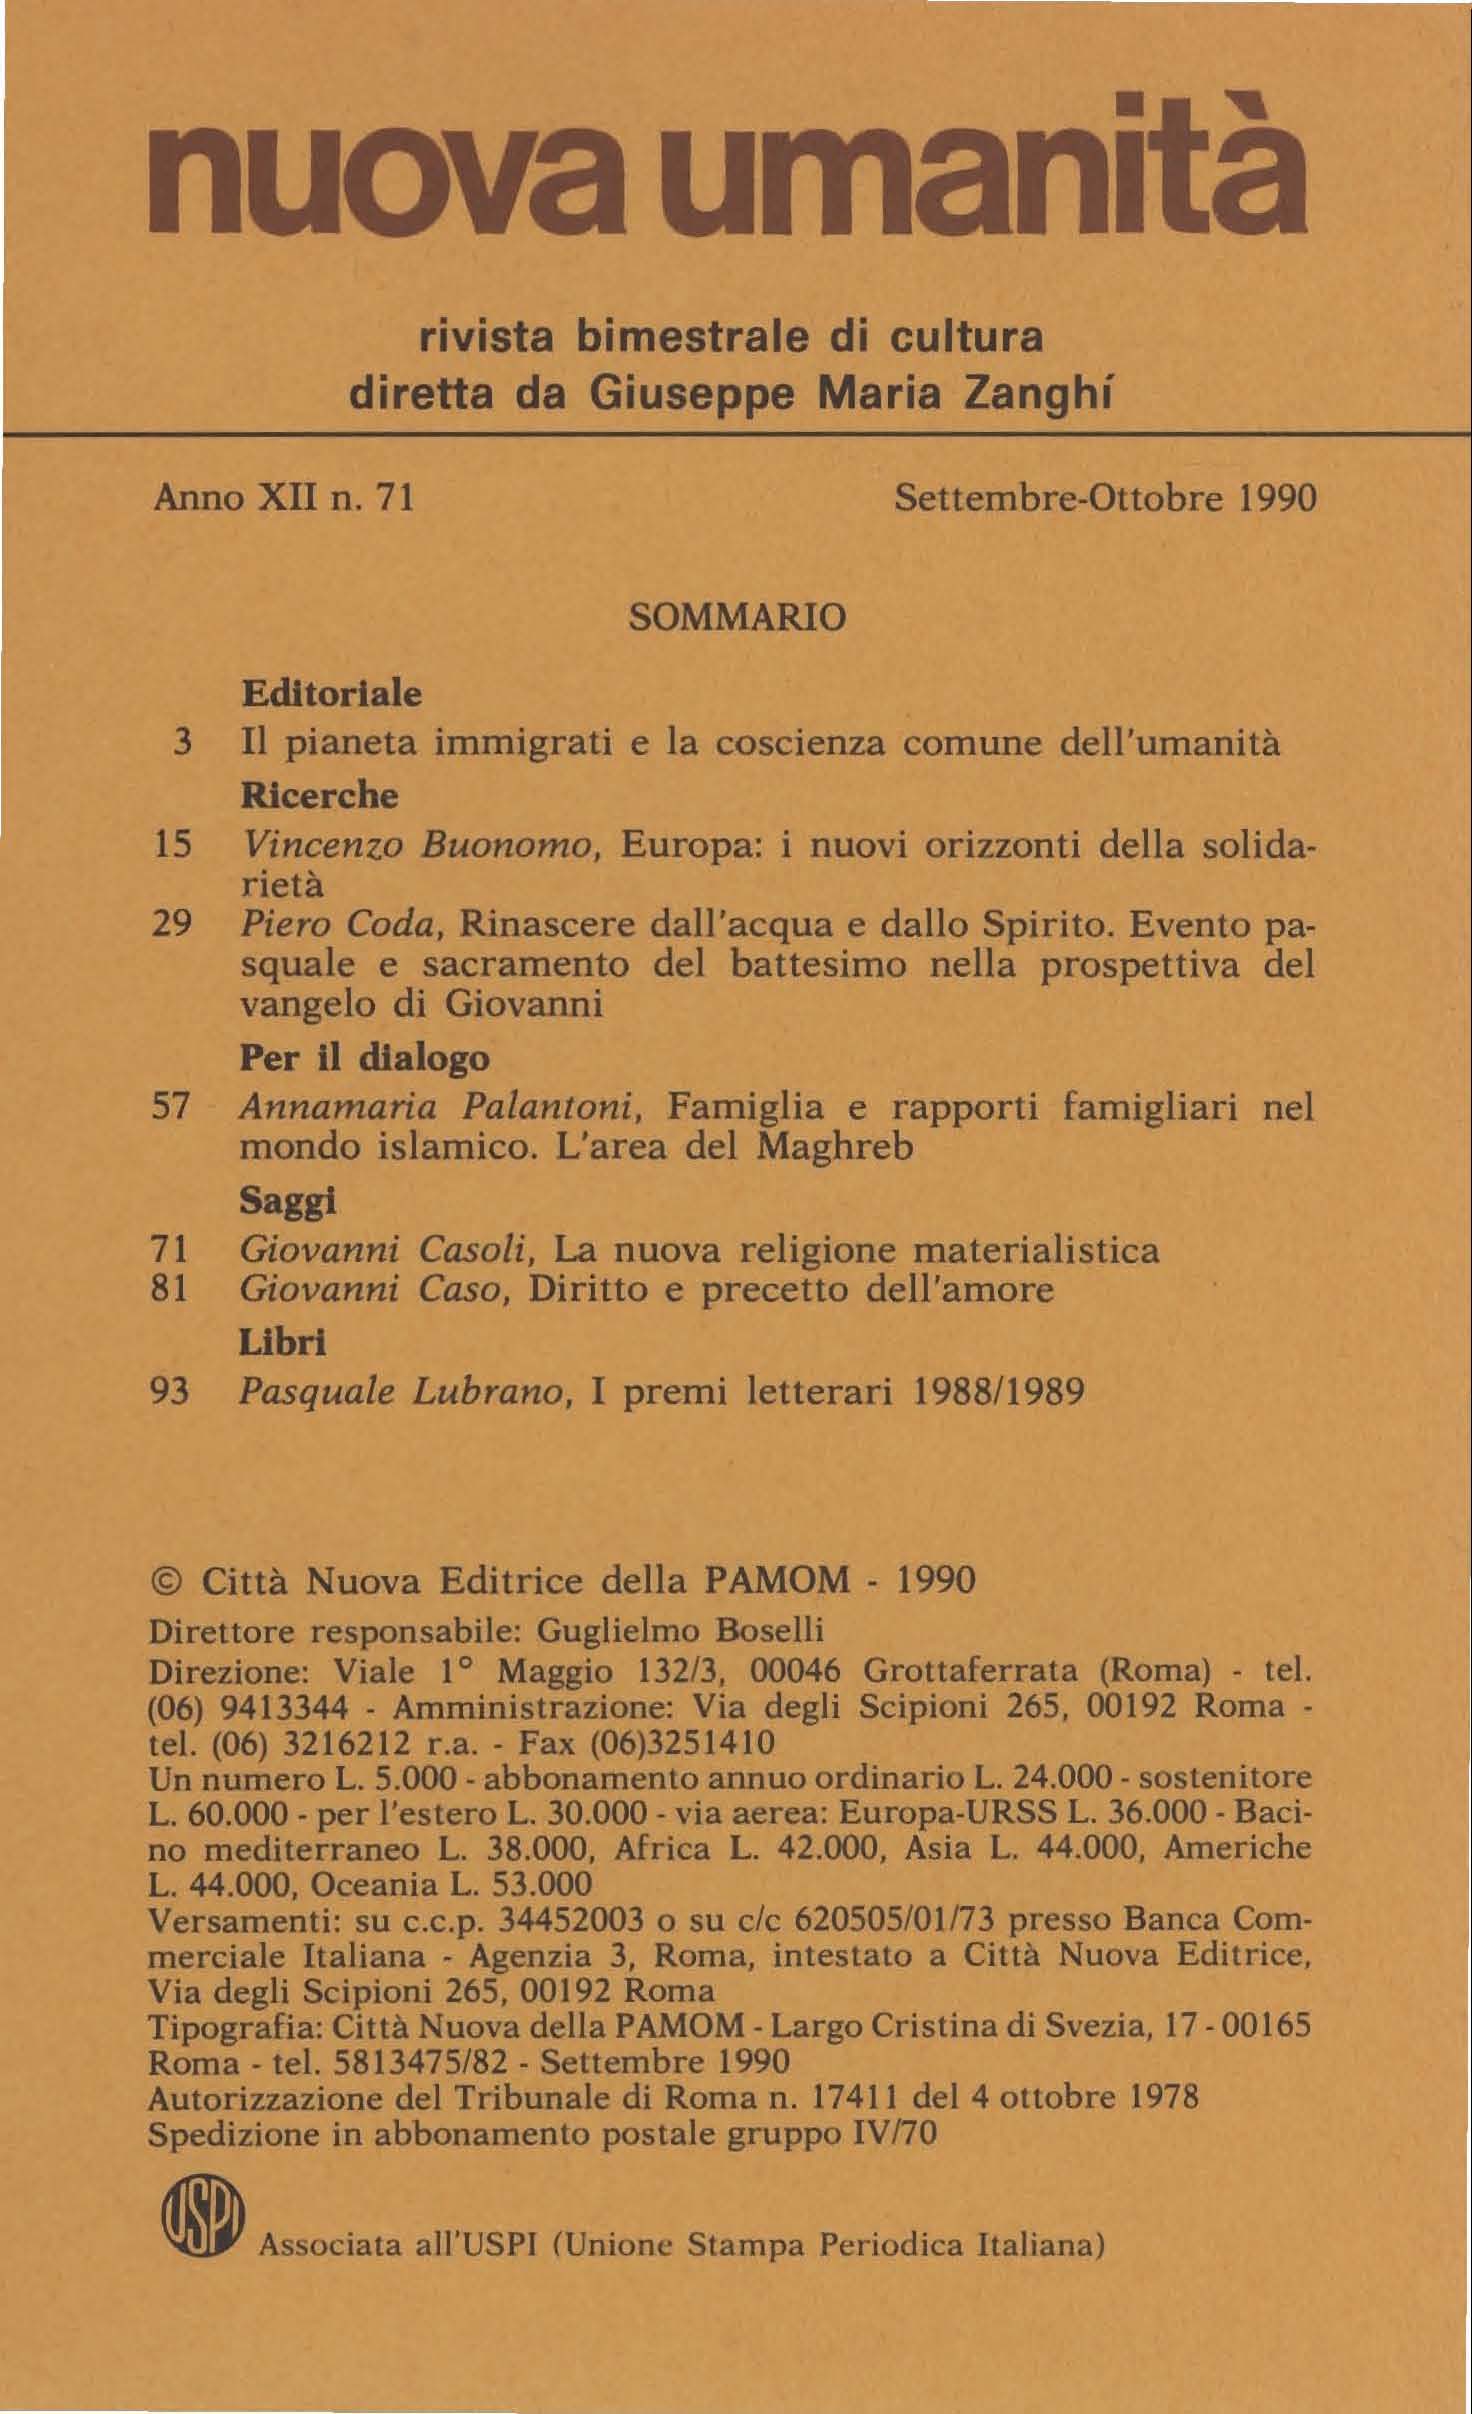 nuova umanità
rivista bimestrale di cultura
diretta da Giuseppe Maria Zanghí
Anno XII n. 71 Settembre-Ottobre 1990
SOMMARIO
Editoriale
3 Il pianeta immigrati e la coscienza comune dell'umanità
Ricerche
15 Vincenzo Buonomo, Europa: i nuovi orizzonti della solida-
rietà
29 Piero Coda, Rinascere dall'acqua e dallo Spirito. Evento pa-
squale e sacramento del battesimo nella prospettiva del
vangelo di Giovanni
Per il dialogo
57 Annamaria Palantoni, Famiglia e rapporti famigliari nel
mondo islamico. L'area del Maghreb
Saggi
71 Giovanni Casoli, La nuova religione materialistica
81 Giovanni Caso, Diritto e precetto dell'amore
Libri
93 Pasquale Lubrano, I premi letterari 1988/1989
© Città Nuova Editrice della PAMOM - 1990
Direttore responsabile: Guglielmo Boselli
Direzione: Viale 1° Maggio 132/3, 00046 Grottaferrata (Roma) - tel.
(06) 9413344 - Amministrazione: Via degli Scipioni 265, 00192 Roma -
tel. (06) 3216212 r.a. - Fax (06)3251410
Un numero L. 5.000 - abbonamento annuo ordinario L. 24.000 - sostenitore
L. 60.000 - per l'estero L. 30.000 - via aerea: Europa-URSS L. 36.000 - Baci-
no mediterraneo L. 38.000, Africa L. 42.000, Asia L. 44.000, Americhe
L. 44.000, Oceania L. 53.000
Versamenti: su c.c.p. 34452003 o su c/c 620505/01/73 presso Banca Com-
merciale Italiana - Agenzia 3, Roma, intestato a Città Nuova Editrice,
Via degli Scipioni 265, 00192 Roma
Tipografia: Città Nuova della PAMOM - Largo Cristina di Svezia, 17 - 00165
Roma - tel. 5813475/82 - Settembre 1990
Autorizzazione del Tribunale di Roma n. 17411 del 4 ottobre 1978
Spedizione in abbonamento postale gruppo IV/70
USPI
Associata all'USPI (Unione Stampa Periodica Italiana)